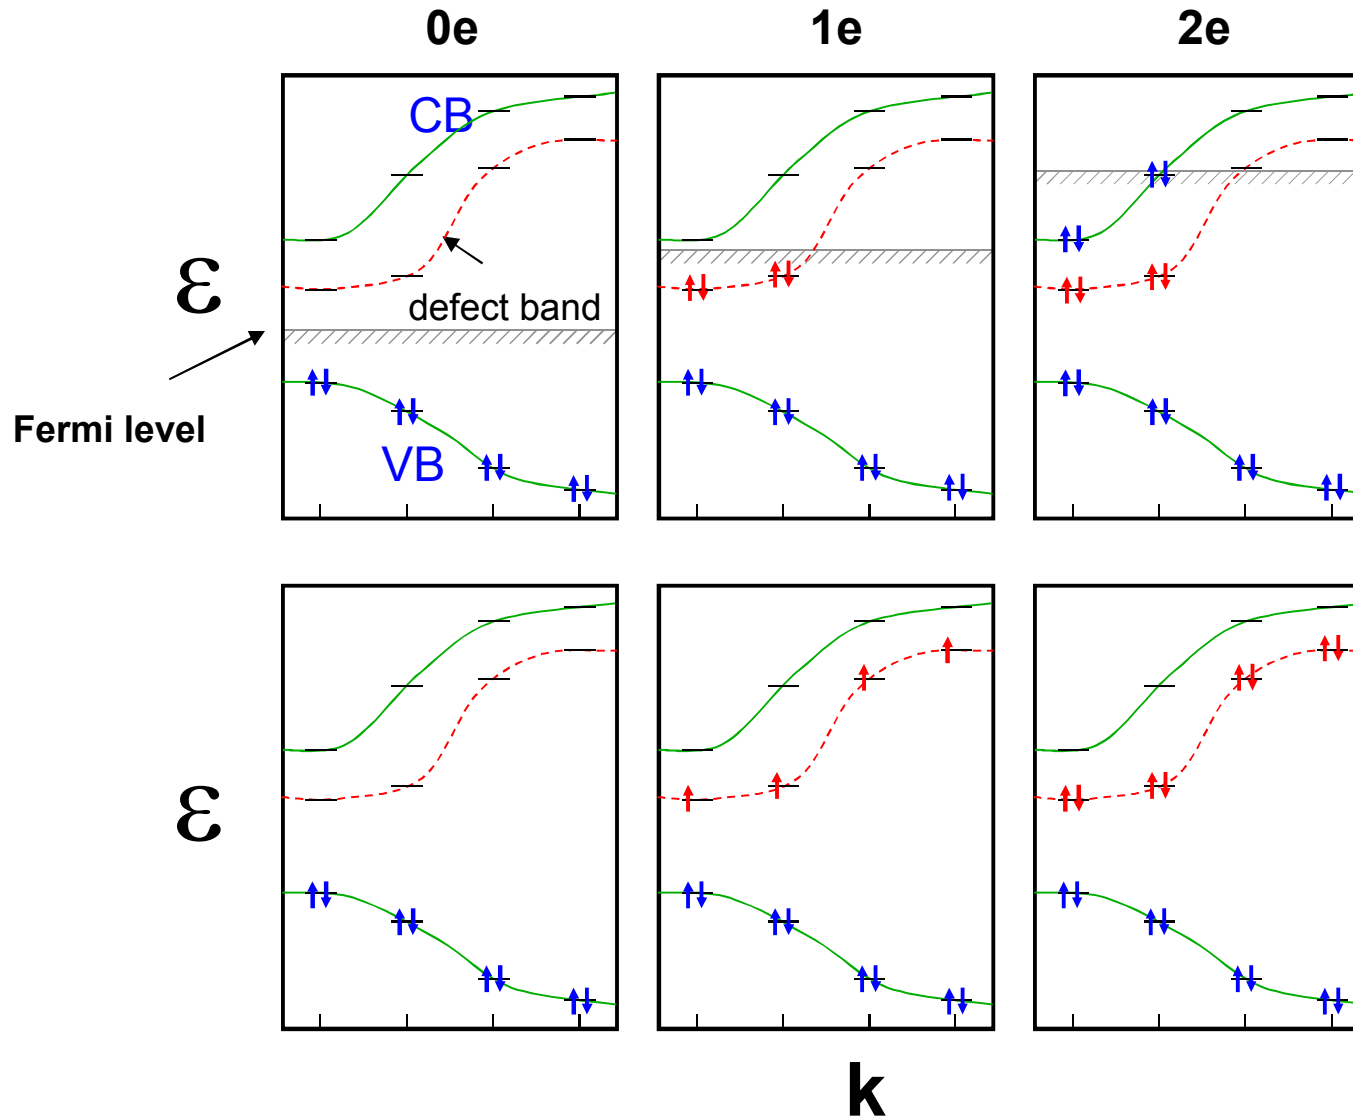 0e 1e 2e
CB
ε
defect band
Fermi level
VB
ε
k